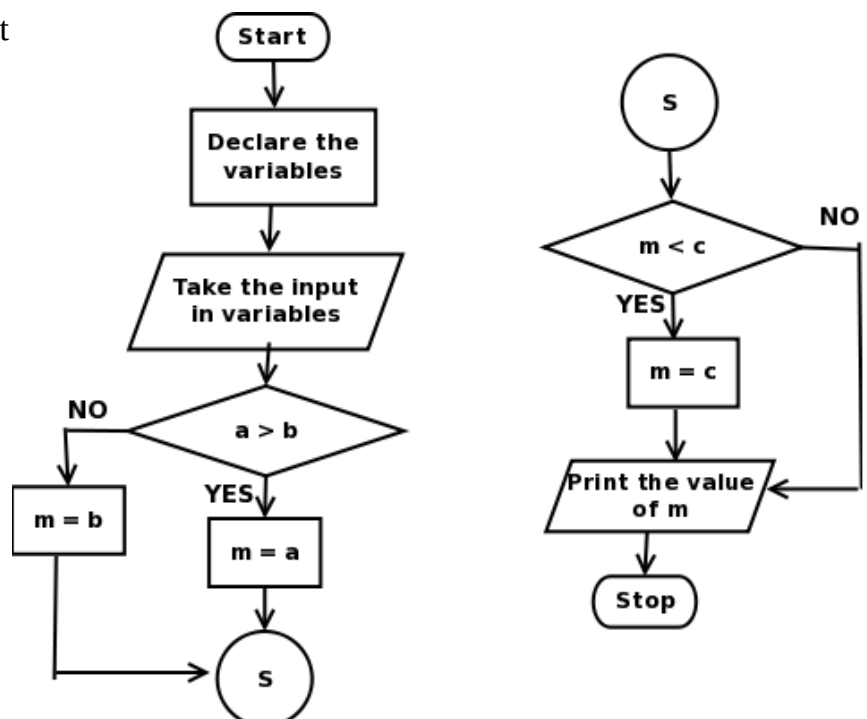 t
Start
Declare the
variables
Take the input
in variables
a > b
NO
m = b
YES
m = a
S
S
m < c
NO
YES
m = c
Print the value
of m
Stop